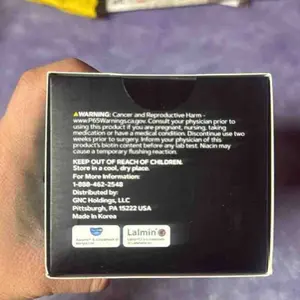 ⚠WARNING: Cancer and Reproductive Harm -
www.P65Warnings.ca.gov. Consult your physician prior to
using this product if you are pregnant, nursing, taking
medication or have a medical condition. Discontinue use two
weeks prior to surgery. Inform your physician of this
product's biotin content before any lab test. Niacin may
cause a temporary flushing reaction.
KEEP OUT OF REACH OF CHILDREN.
Store in a cool, dry place.
For More Information:
1-888-462-2548
Distributed by:
GNC Holdings, LLC
Pittsburgh, PA 15222 USA
Made in Korea
Lalmin